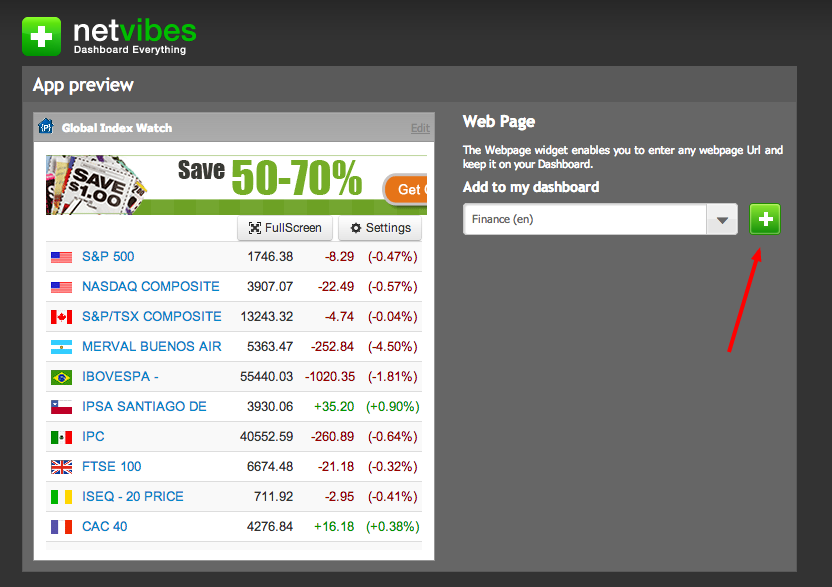 netvibes
Dashboard Everything
App preview
Global Index Watch Edit
SAVE
$1.00
Save 50-70%
Get
FullScreen Settings
S&P 500 1746.38 -8.29 (-0.47%)
NASDAQ COMPOSITE 3907.07 -22.49 (-0.57%)
S&P/TSX COMPOSITE 13243.32 -4.74 (-0.04%)
MERVAL BUENOS AIR 5363.47 -252.84 (-4.50%)
IBOVESPA - 55440.03 -1020.35 (-1.81%)
IPSA SANTIAGO DE 3930.06 +35.20 (+0.90%)
IPC 40552.59 -260.89 (-0.64%)
FTSE 100 6674.48 -21.18 (-0.32%)
ISEQ - 20 PRICE 711.92 -2.95 (-0.41%)
CAC 40 4276.84 +16.18 (+0.38%)
Web Page
The Webpage widget enables you to enter any webpage Url and
keep it on your Dashboard.
Add to my dashboard
Finance (en)